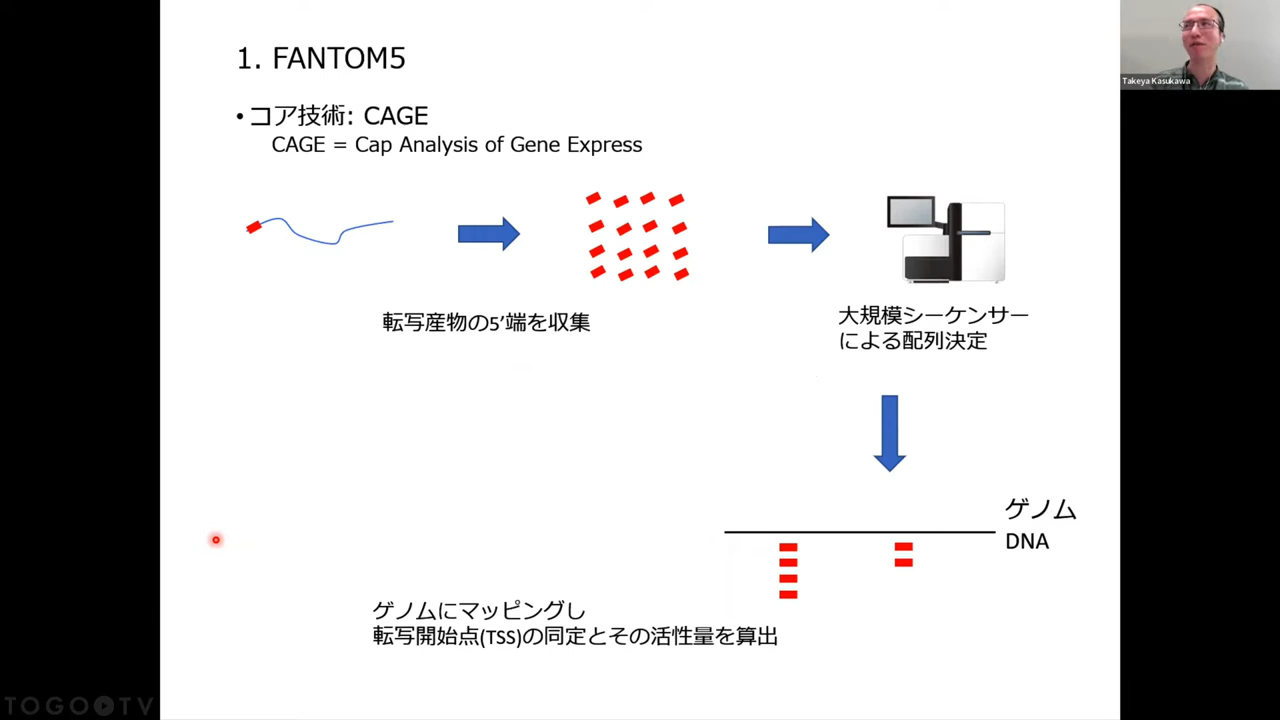 1. FANTOM5
Takeya Kasukawa
• コア技術: CAGE
CAGE = Cap Analysis of Gene Express
転写産物の5’端を収集
大規模シーケンサー
による配列決定
ゲノム
DNA
ゲノムにマッピングし
転写開始点(TSS)の同定とその活性量を算出
TOGO TV